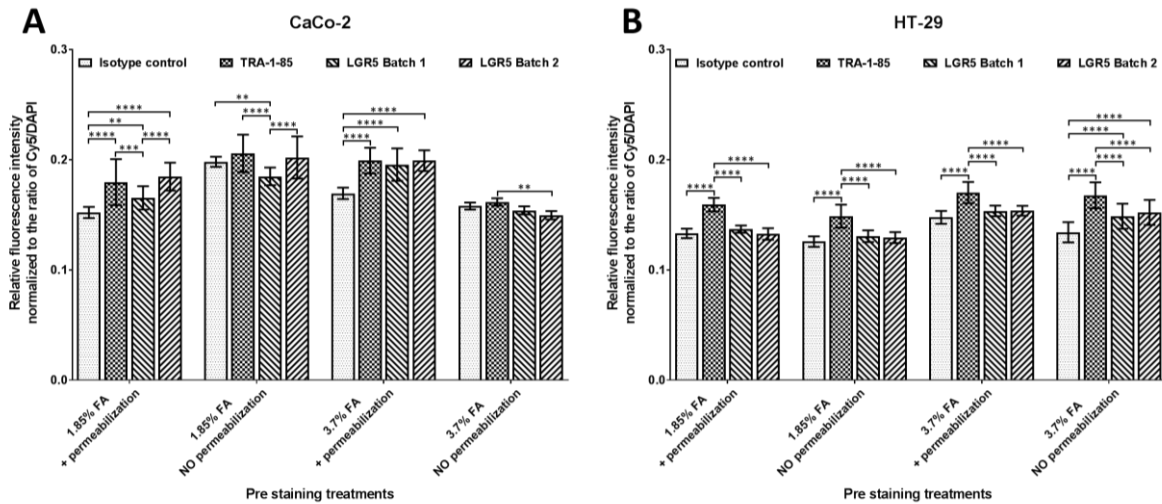 A
CaCo-2
Relative fluorescence intensity
normalized to the ratio of Cy5/DAPI
0.3
0.2
0.1
0.0
Isotype control
TRA-1-85
LGR5 Batch 1
LGR5 Batch 2
****
**
****
****
***
**
****
****
****
****
****
**
1.85% FA
+ permeabilization
1.85% FA
NO permeabilization
3.7% FA
+ permeabilization
3.7% FA
NO permeabilization
Pre staining treatments
B
HT-29
Relative fluorescence intensity
normalized to the ratio of Cy5/DAPI
0.3
0.2
0.1
0.0
Isotype control
TRA-1-85
LGR5 Batch 1
LGR5 Batch 2
****
****
****
****
****
****
****
****
****
****
****
****
****
****
1.85% FA
+ permeabilization
1.85% FA
NO permeabilization
3.7% FA
+ permeabilization
3.7% FA
NO permeabilization
Pre staining treatments